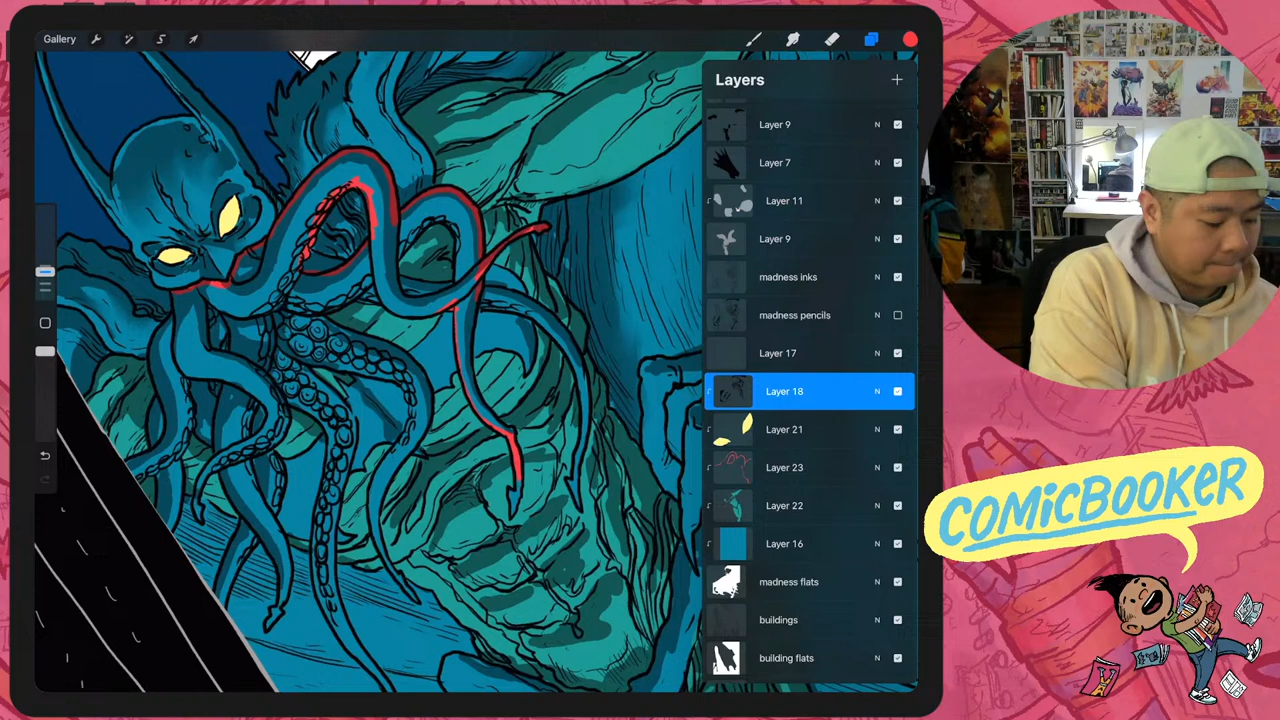 Gallery
Layers
Layer 9
N
Layer 7
N
Layer 11
N
Layer 9
N
madness inks
N
madness pencils
N
Layer 17
N
Layer 18
N
Layer 21
N
Layer 23
N
Layer 22
N
Layer 16
N
madness flats
N
buildings
N
building flats
N
COMICBOOKER